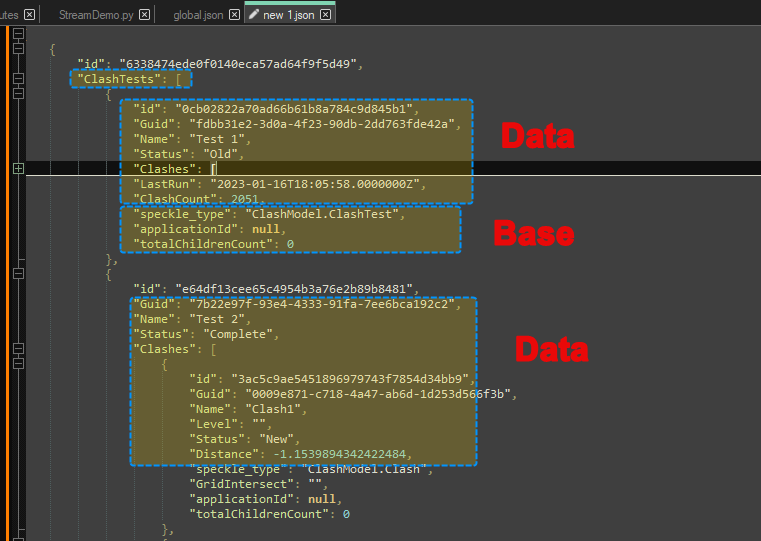 utes
StreamDemo.py
global.json
new 1.json
{
"id": "6338474ede0f0140eca57ad64f9f5d49",
"ClashTests": [
{
"id": "0cb02822a70ad66b61b8a784c9d845b1",
"Guid": "fdbb31e2-3d0a-4f23-90db-2dd763fde42a",
"Name": "Test 1",
"Status": "Old",
"Clashes": [
"LastRun": "2023-01-16T18:05:58.0000000Z",
"ClashCount": 2051,
Data
"speckle_type": "ClashModel.ClashTest",
"applicationId": null,
"totalChildrenCount": 0
Base
},
{
"id": "e64df13cee65c4954b3a76e2b89b8481",
"Guid": "7b22e97f-93e4-4333-91fa-7ee6bca192c2",
"Name": "Test 2",
"Status": "Complete",
"Clashes": [
Data
{
"id": "3ac5c9ae5451896979743f7854d34bb9",
"Guid": "0009e871-c718-4a47-ab6d-1d253d566f3b",
"Name": "Clash1",
"Level": "",
"Status": "New",
"Distance": -1.1539894342422484,
"speckle_type": "ClashModel.Clash",
"GridIntersect": "",
"applicationId": null,
"totalChildrenCount": 0
},